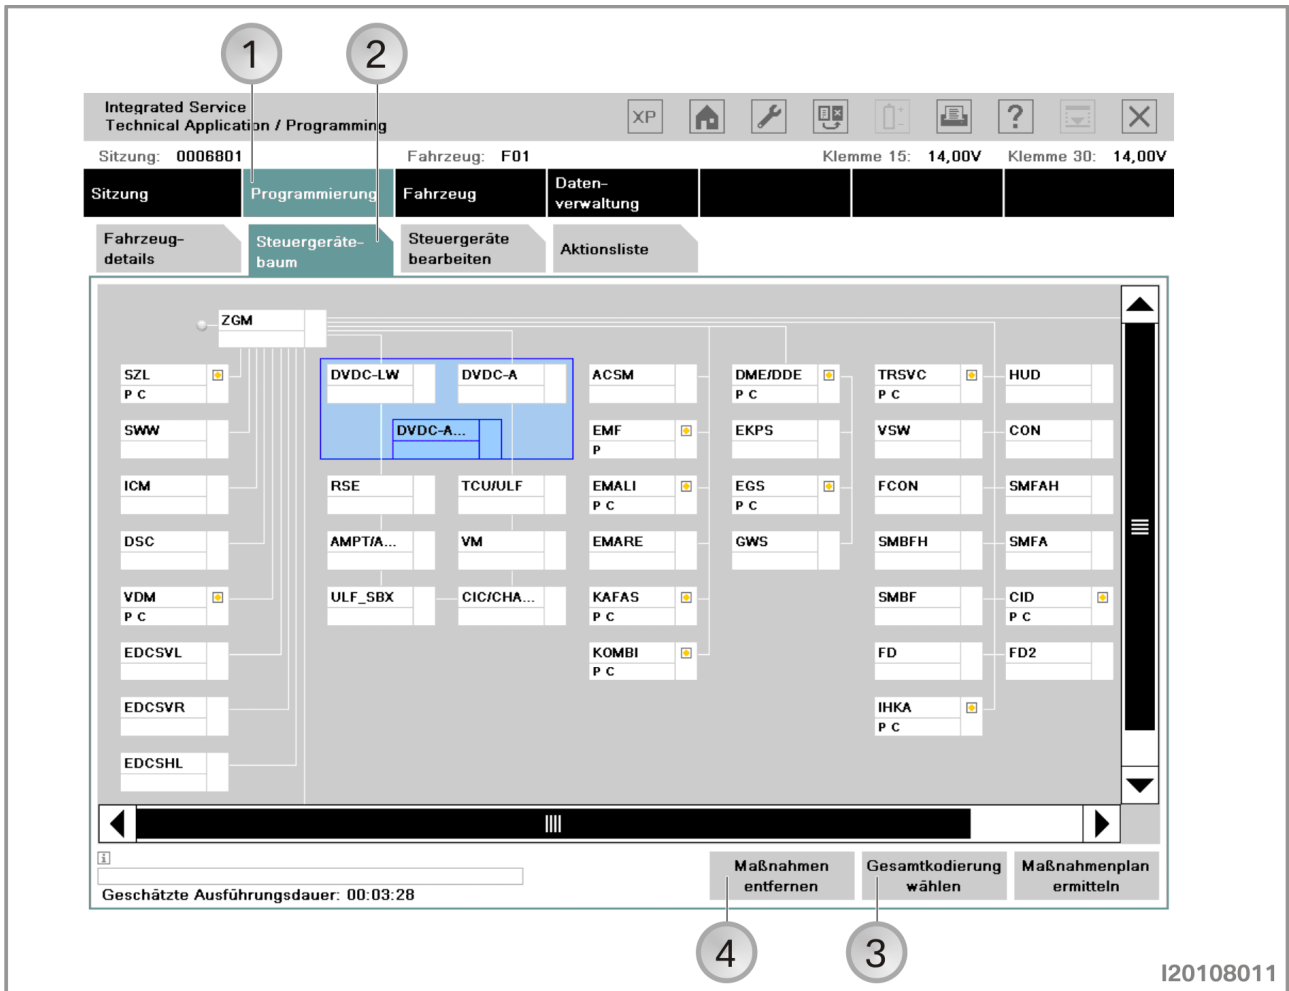 1 2
Integrated Service
Technical Application / Programming
XP
?
Sitzung: 0006801 Fahrzeug: F01 Klemme 15: 14,00V Klemme 30: 14,00V
Sitzung Programmierung Fahrzeug Daten-
verwaltung
Fahrzeug-
details
Steuergeräte-
baum
Steuergeräte
bearbeiten
Aktionsliste
ZGM
SZL DVDC-LW DVDC-A ACSM DME/DDE TRSVC HUD
P C P C P C
SWW DVDC-A... EMF EKPS VSW CON
P
ICM RSE TCU/ULF EMALI EGS FCON SMFAH
P C P C
DSC AMPT/A... VM EMARE GWS SMBFH SMFA
VDM ULF_SBX CIC/CHA... KAFAS SMBF CID
P C P C P C
EDCSVL KOMBI FD FD2
P C
EDCSVR IHKA
P C
EDCSHL
i
Geschätzte Ausführungsdauer: 00:03:28
Maßnahmen
entfernen
Gesamtkodierung
wählen
Maßnahmenplan
ermitteln
4 3
I20108011